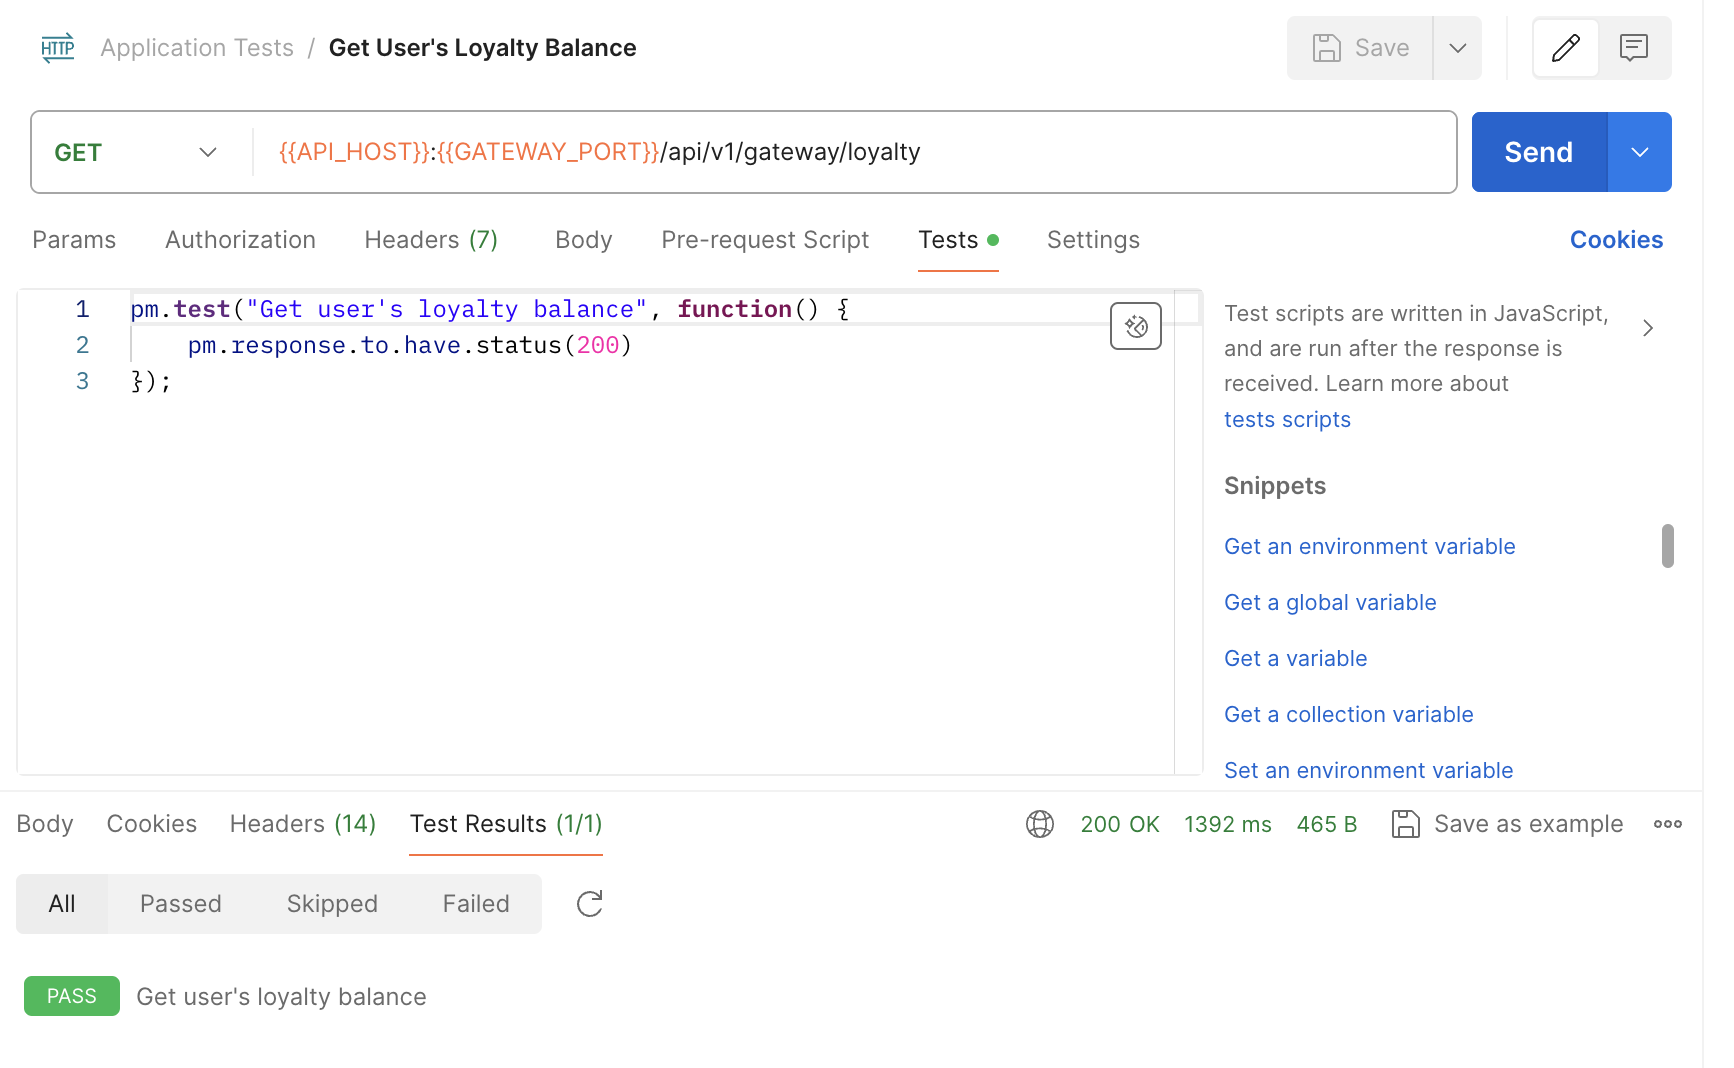 HTTP Application Tests / Get User's Loyalty Balance Save
GET {{API_HOST}}:{{GATEWAY_PORT}}/api/v1/gateway/loyalty Send
Params Authorization Headers (7) Body Pre-request Script Tests Settings Cookies
1 pm.test("Get user's loyalty balance", function() {
2     pm.response.to.have.status(200)
3 });
Test scripts are written in JavaScript,
and are run after the response is
received. Learn more about
tests scripts
Snippets
Get an environment variable
Get a global variable
Get a variable
Get a collection variable
Set an environment variable
Body Cookies Headers (14) Test Results (1/1) 200 OK 1392 ms 465 B Save as example
All Passed Skipped Failed
PASS Get user's loyalty balance